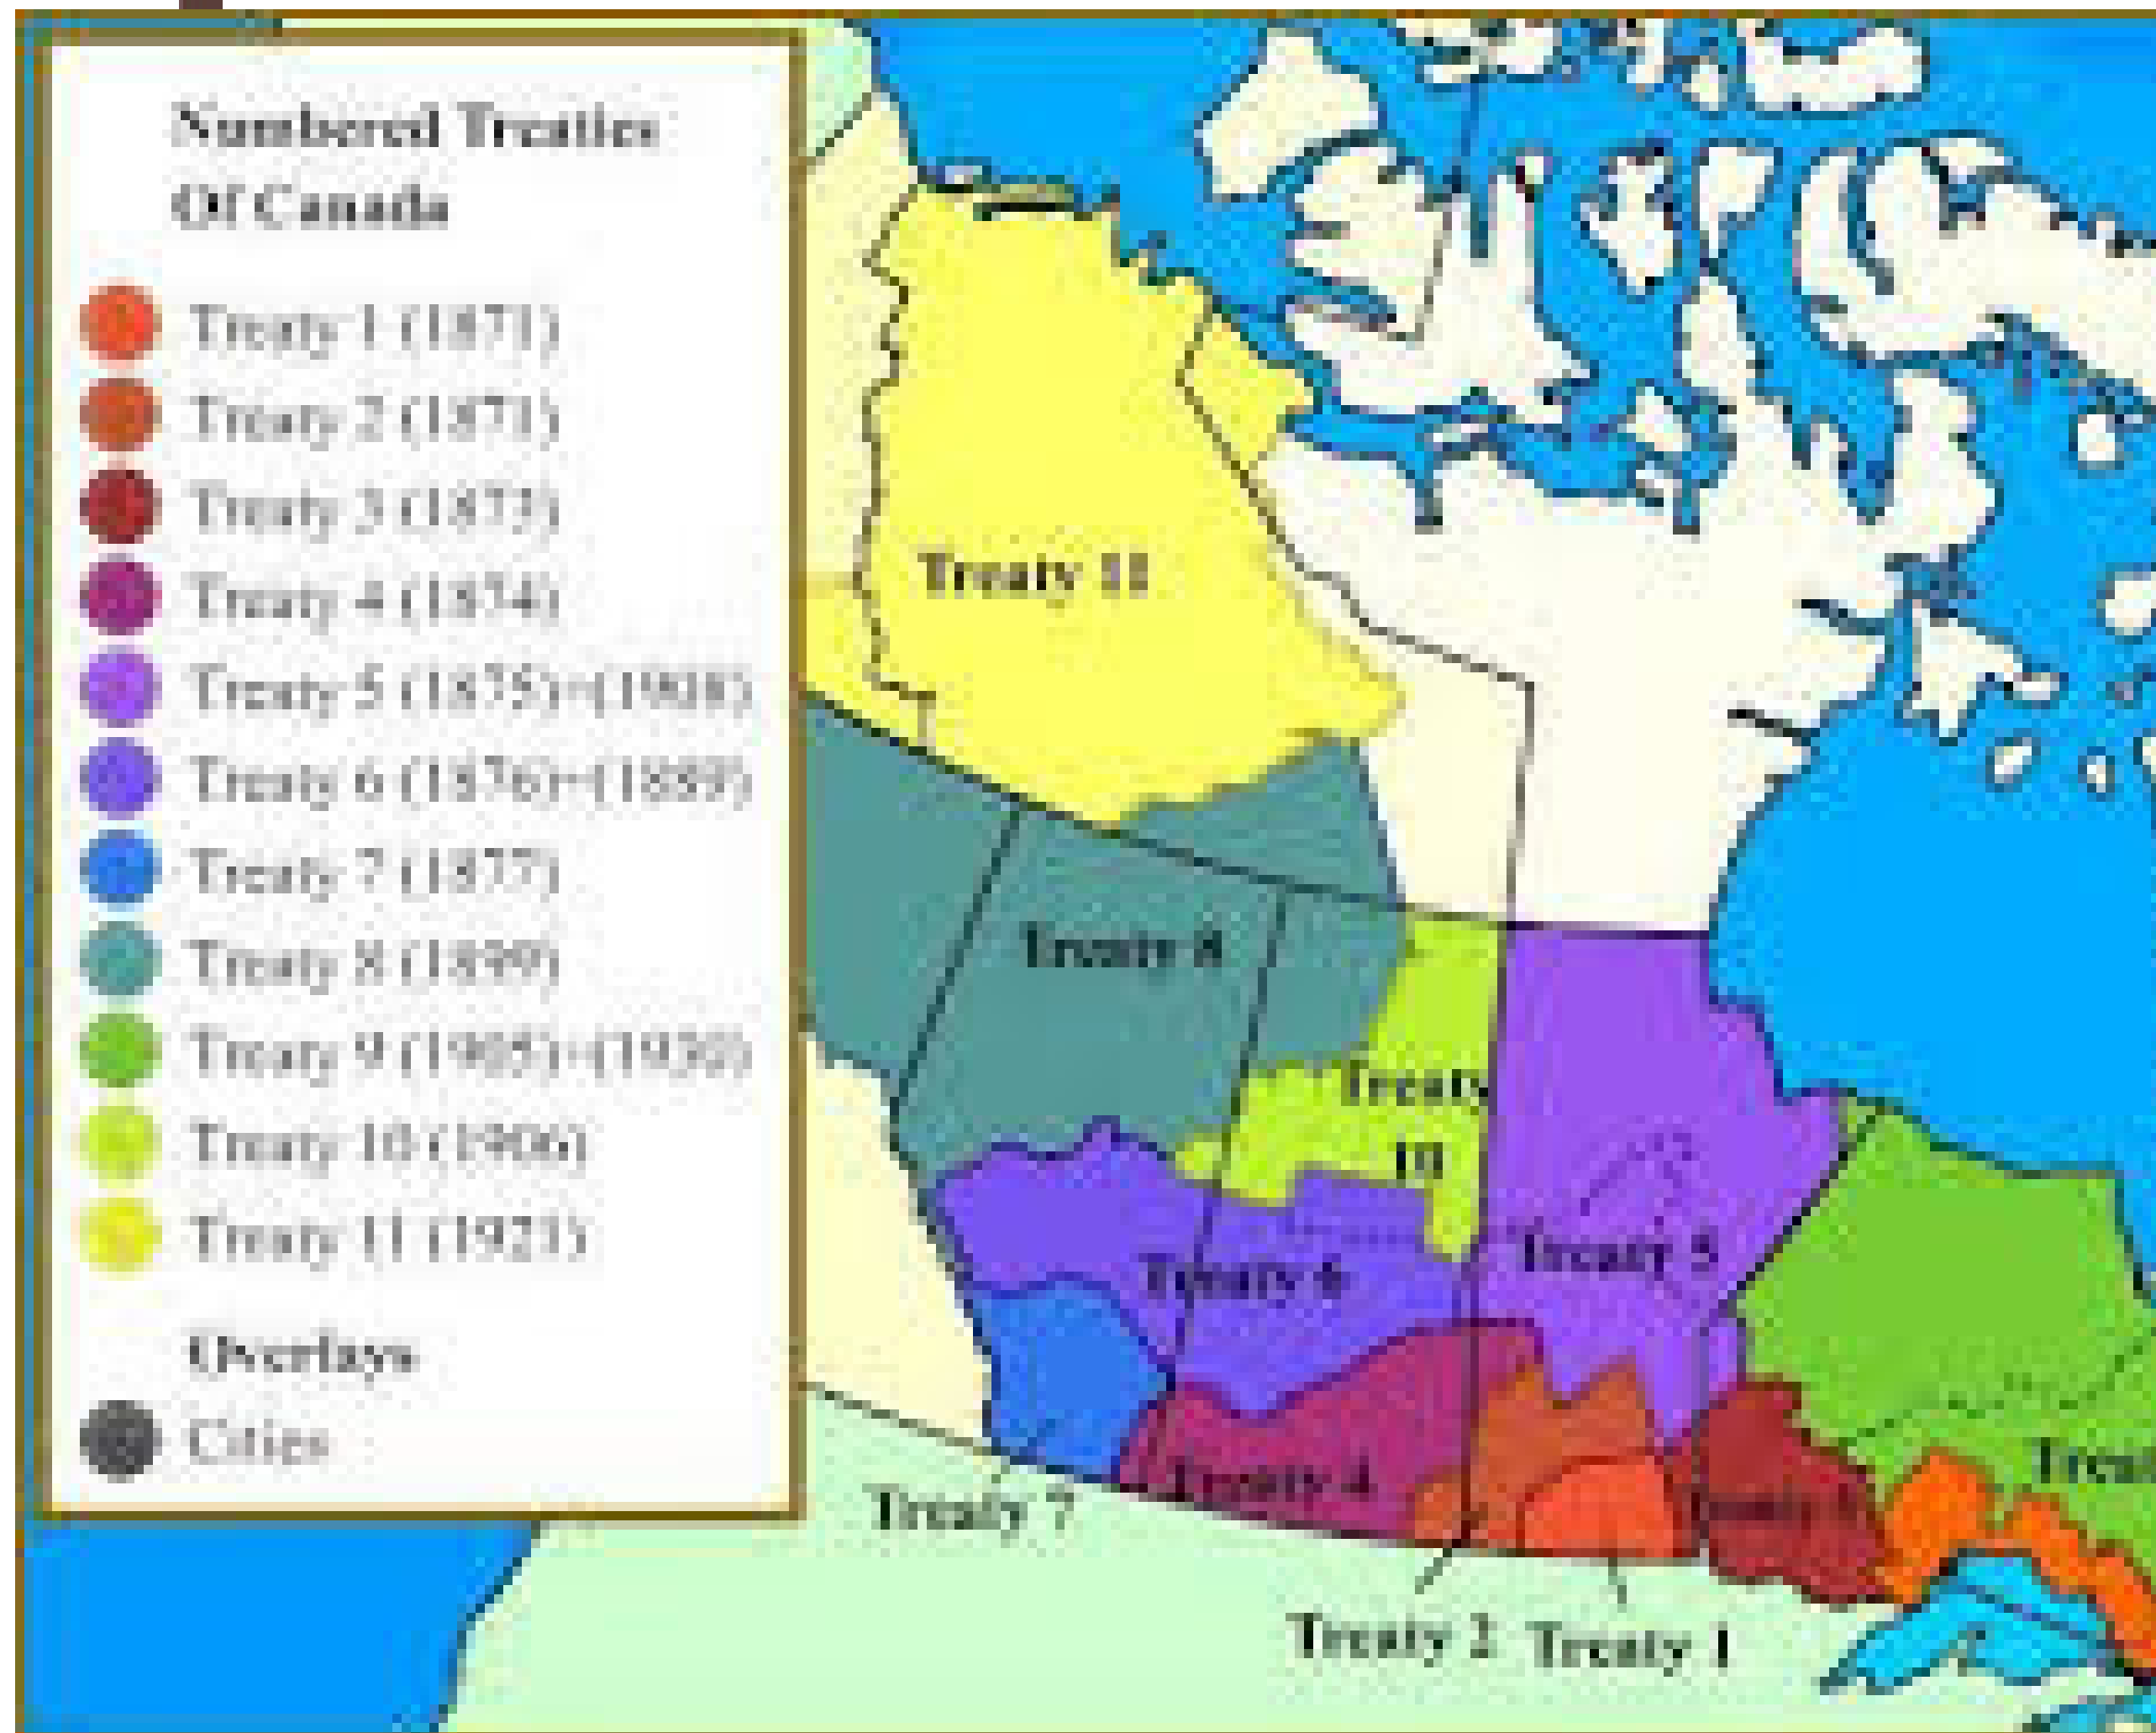 Numbered Treaties
Of Canada
Treaty 1 (1871)
Treaty 2 (1871)
Treaty 3 (1873)
Treaty 4 (1874)
Treaty 5 (1875)-(1908)
Treaty 6 (1876)-(1889)
Treaty 7 (1877)
Treaty 8 (1899)
Treaty 9 (1905)-(1930)
Treaty 10 (1906)
Treaty 11 (1921)
Overlays
Cities
Treaty 11
Treaty 8
Treaty
10
Treaty 5
Treaty 6
Treaty 4
Treaty 7
Treaty 2
Treaty 1